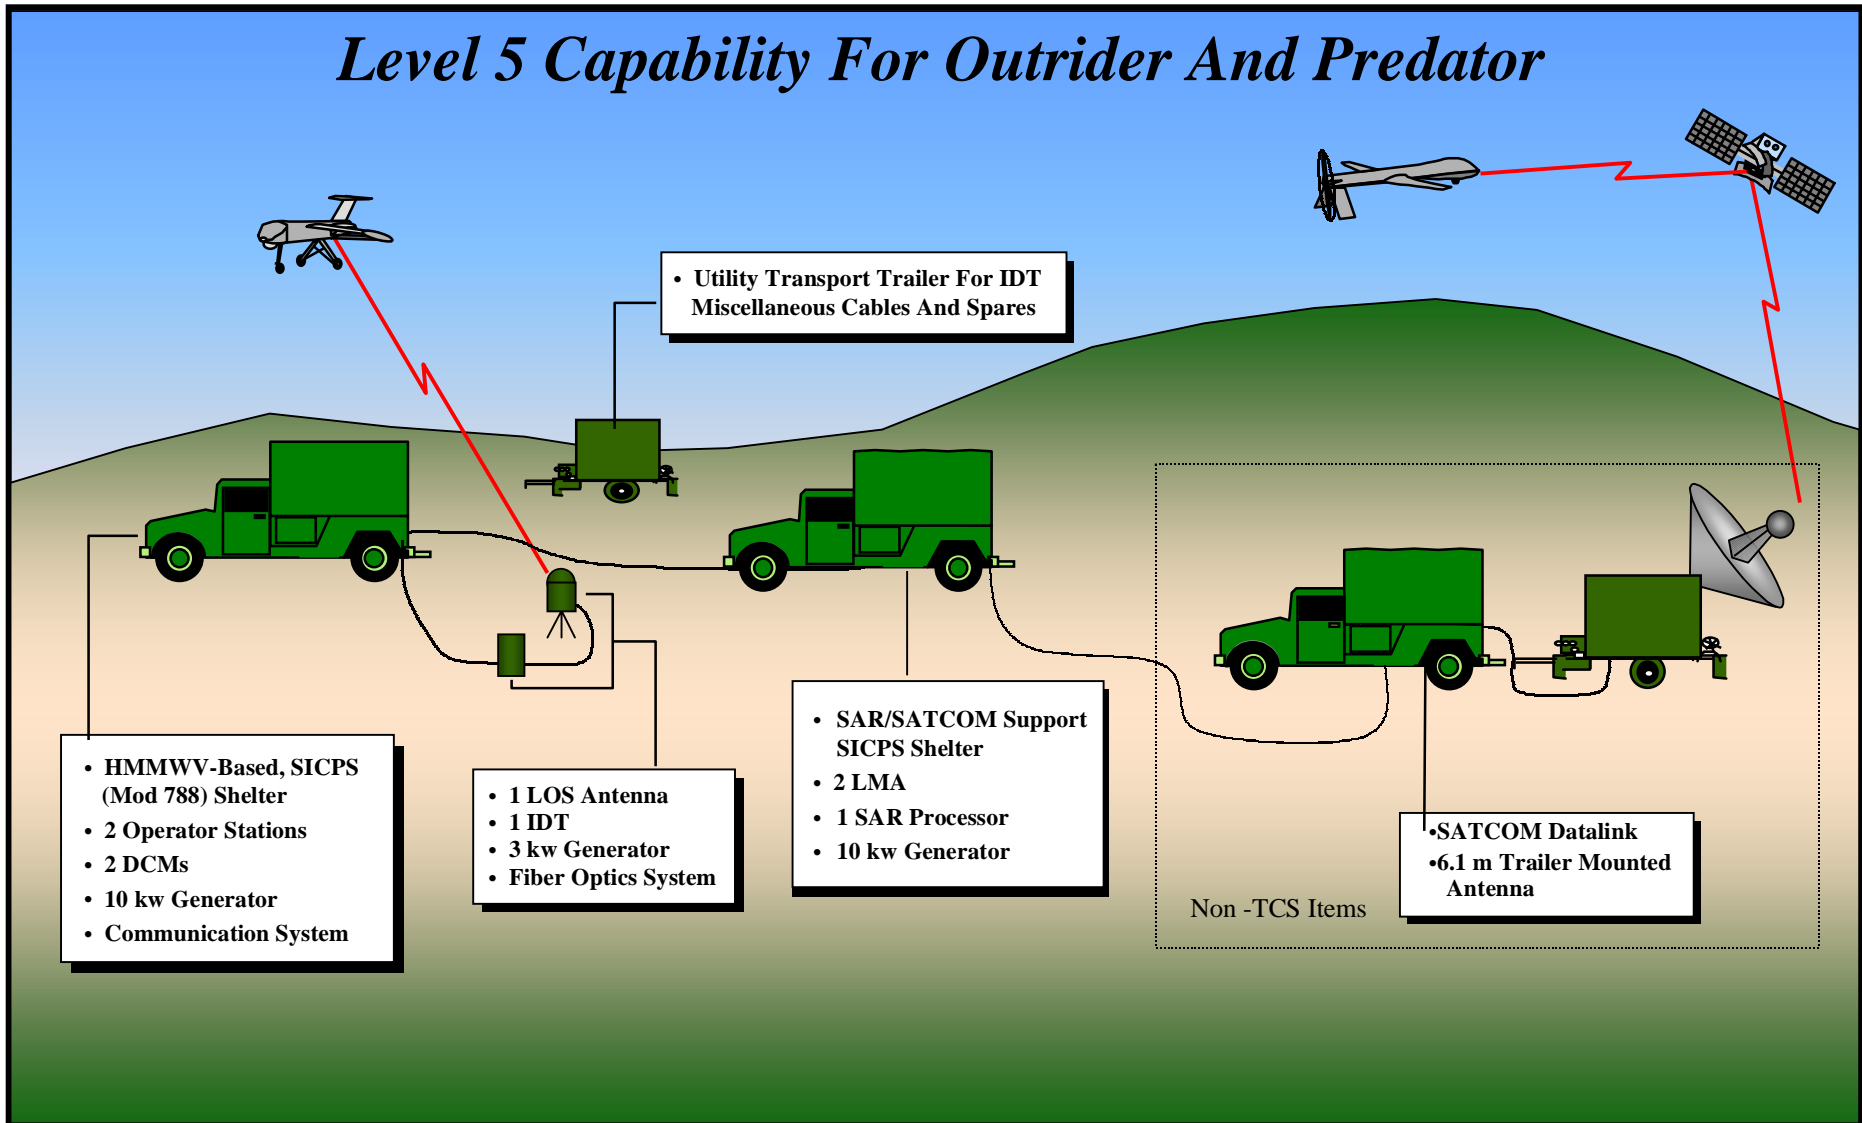 Level 5 Capability For Outrider And Predator
• Utility Transport Trailer For IDT
Miscellaneous Cables And Spares
• HMMWV-Based, SICPS
(Mod 788) Shelter
• 2 Operator Stations
• 2 DCMs
• 10 kw Generator
• Communication System
• 1 LOS Antenna
• 1 IDT
• 3 kw Generator
• Fiber Optics System
• SAR/SATCOM Support
SICPS Shelter
• 2 LMA
• 1 SAR Processor
• 10 kw Generator
•SATCOM Datalink
•6.1 m Trailer Mounted
Antenna
Non -TCS Items